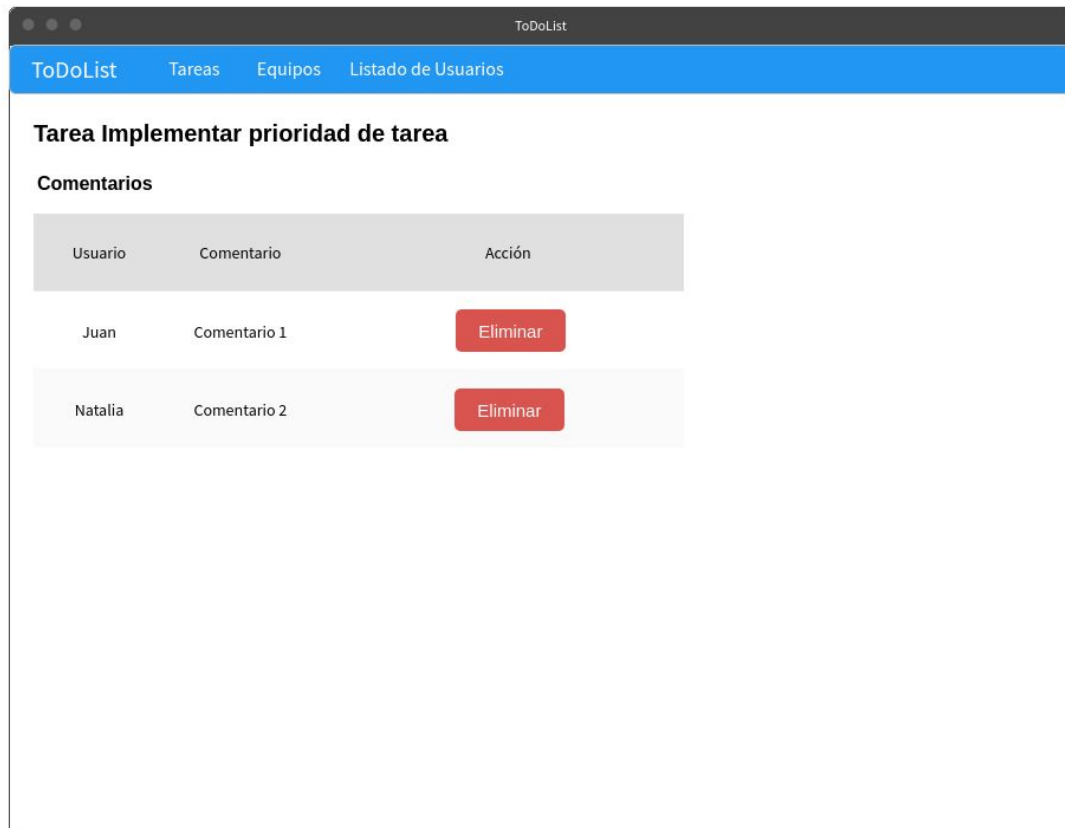 ToDoList
ToDoList Tareas Equipos Listado de Usuarios
Tarea Implementar prioridad de tarea
Comentarios
Usuario Comentario Acción
Juan Comentario 1 Eliminar
Natalia Comentario 2 Eliminar